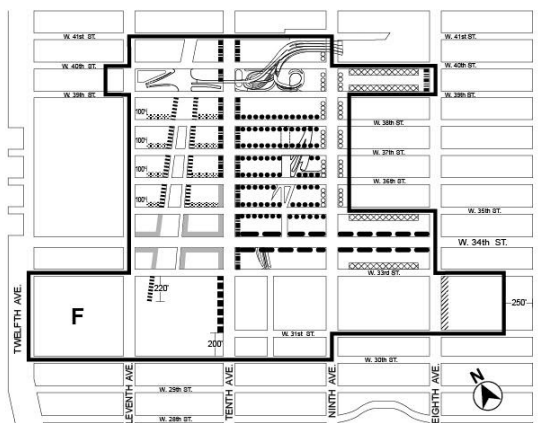 W. 41st ST. W. 41st ST.
W. 40th ST. W. 40th ST.
W. 39th ST. W. 39th ST.
100'
W. 38th ST.
100'
W. 37th ST.
100'
W. 36th ST.
100'
W. 35th ST.
W. 34th ST.
W. 33rd ST.
220'
250'
F
W. 31st ST.
200'
W. 30th ST.
TWELFTH AVE.
ELEVENTH AVE.
TENTH AVE.
NINTH AVE.
EIGHTH AVE.
N
W. 29th ST.
W. 28th ST.